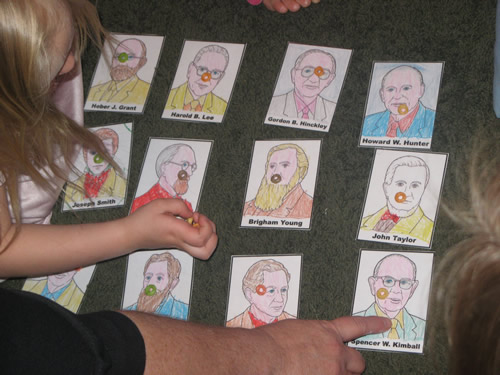 Heber J. Grant
Harold B. Lee
Gordon B. Hinckley
Howard W. Hunter
Joseph Smith
Brigham Young
John Taylor
Spencer W. Kimball